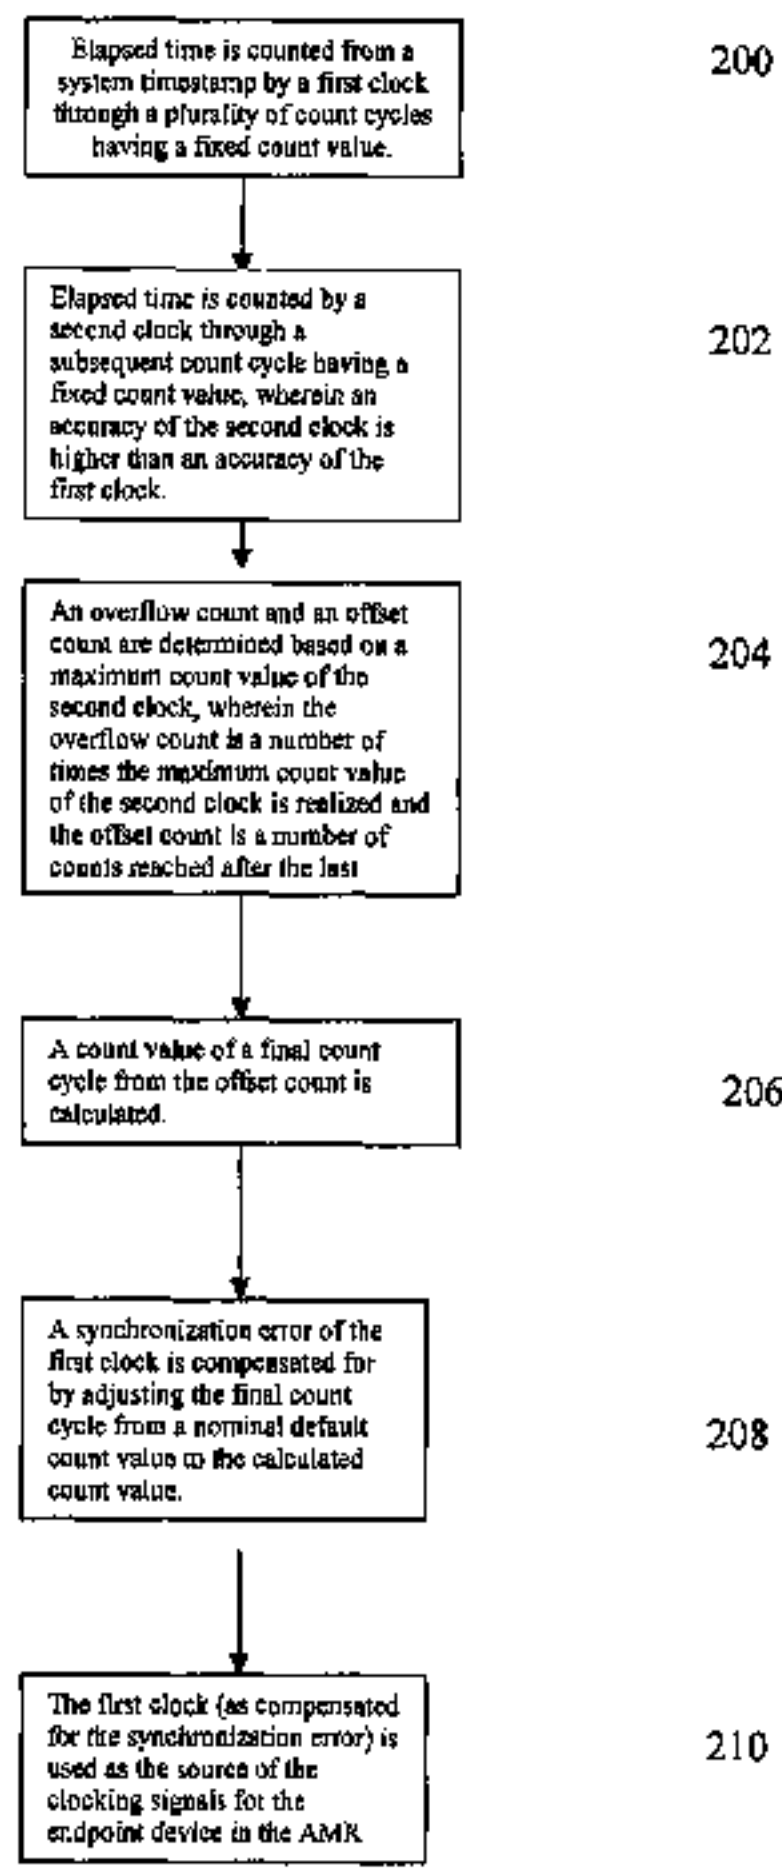 Elapsed time is counted from a
system timestamp by a first clock
through a plurality of count cycles
having a fixed count value.
200
Elapsed time is counted by a
second clock through a
subsequent count cycle having a
fixed count value, wherein an
accuracy of the second clock is
higher than an accuracy of the
first clock.
202
An overflow count and an offset
count are determined based on a
maximum count value of the
second clock, wherein the
overflow count is a number of
times the maximum count value
of the second clock is realized and
the offset count is a number of
counts reached after the last
204
A count value of a final count
cycle from the offset count is
calculated.
206
A synchronization error of the
first clock is compensated for
by adjusting the final count
cycle from a nominal default
count value to the calculated
count value.
208
The first clock (as compensated
for the synchronization error) is
used as the source of the
clocking signals for the
endpoint device in the AMR
210